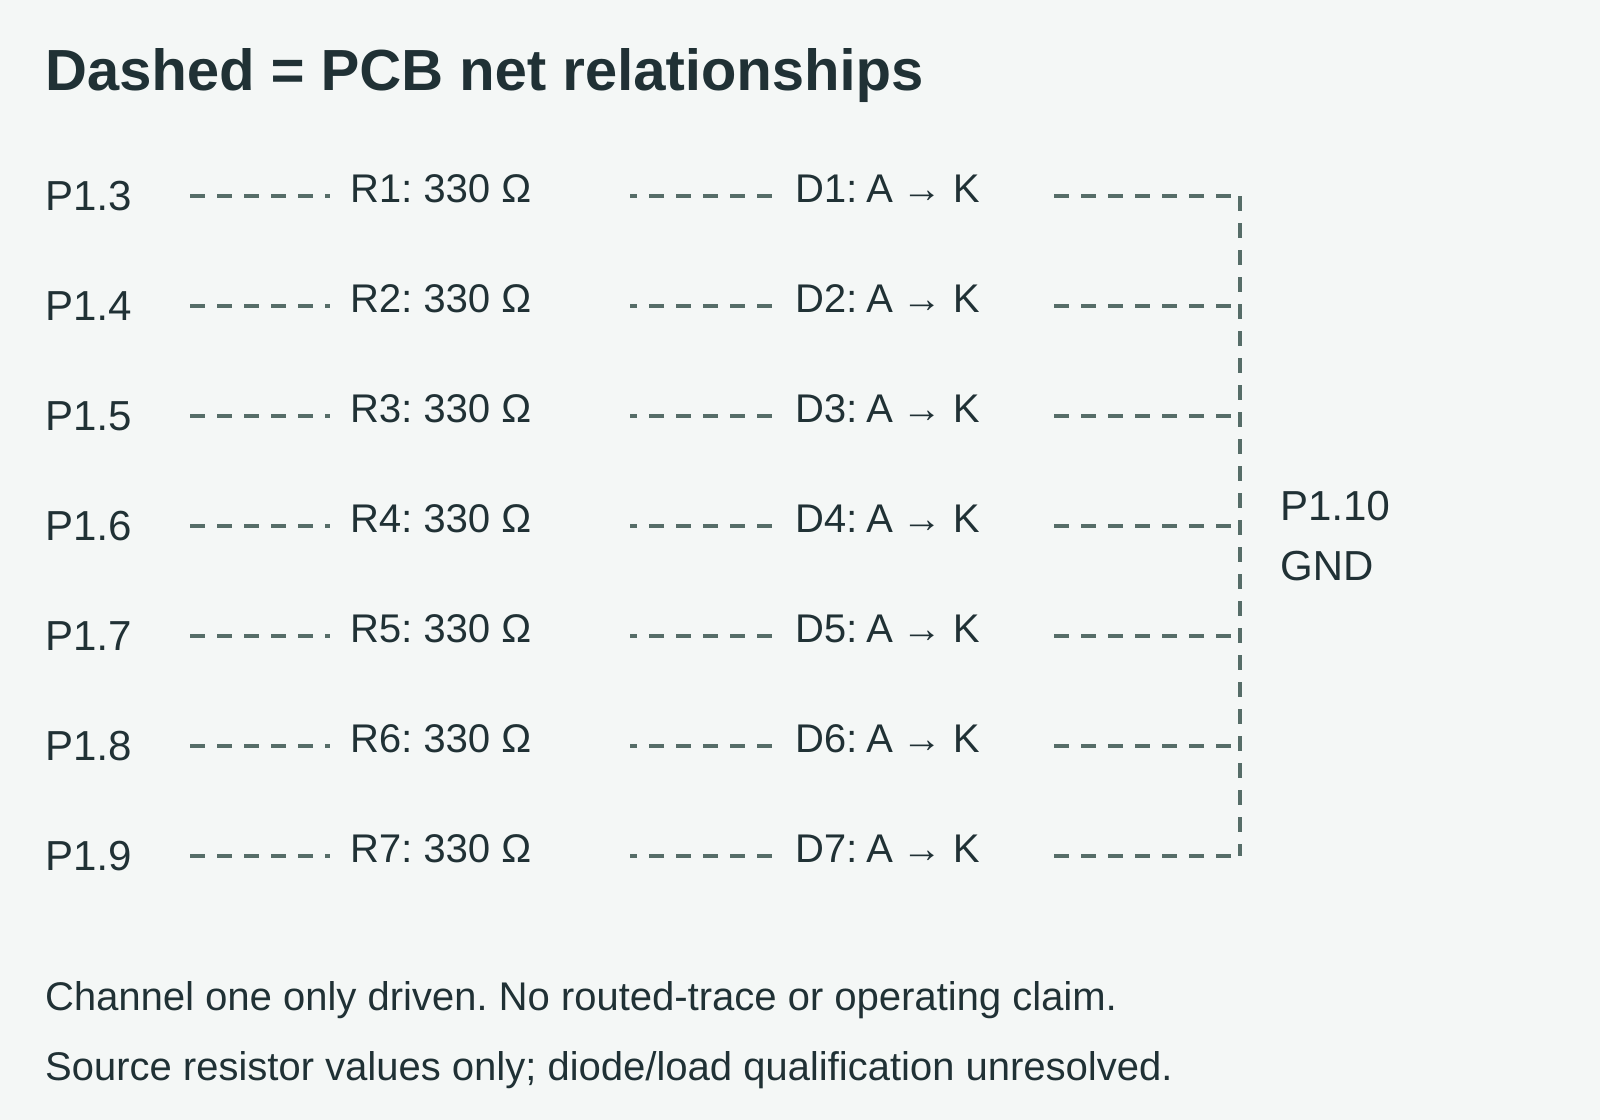 Dashed = PCB net relationships
P1.3 R1: 330 Ω D1: A → K
P1.4 R2: 330 Ω D2: A → K
P1.5 R3: 330 Ω D3: A → K
P1.6 R4: 330 Ω D4: A → K
P1.10
GND
P1.7 R5: 330 Ω D5: A → K
P1.8 R6: 330 Ω D6: A → K
P1.9 R7: 330 Ω D7: A → K
Channel one only driven. No routed-trace or operating claim.
Source resistor values only; diode/load qualification unresolved.